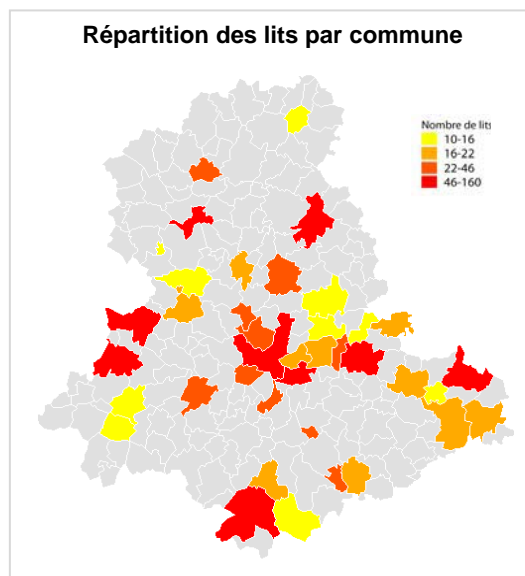 Répartition des lits par commune
Nombre de lits
10-16
16-22
22-46
46-160